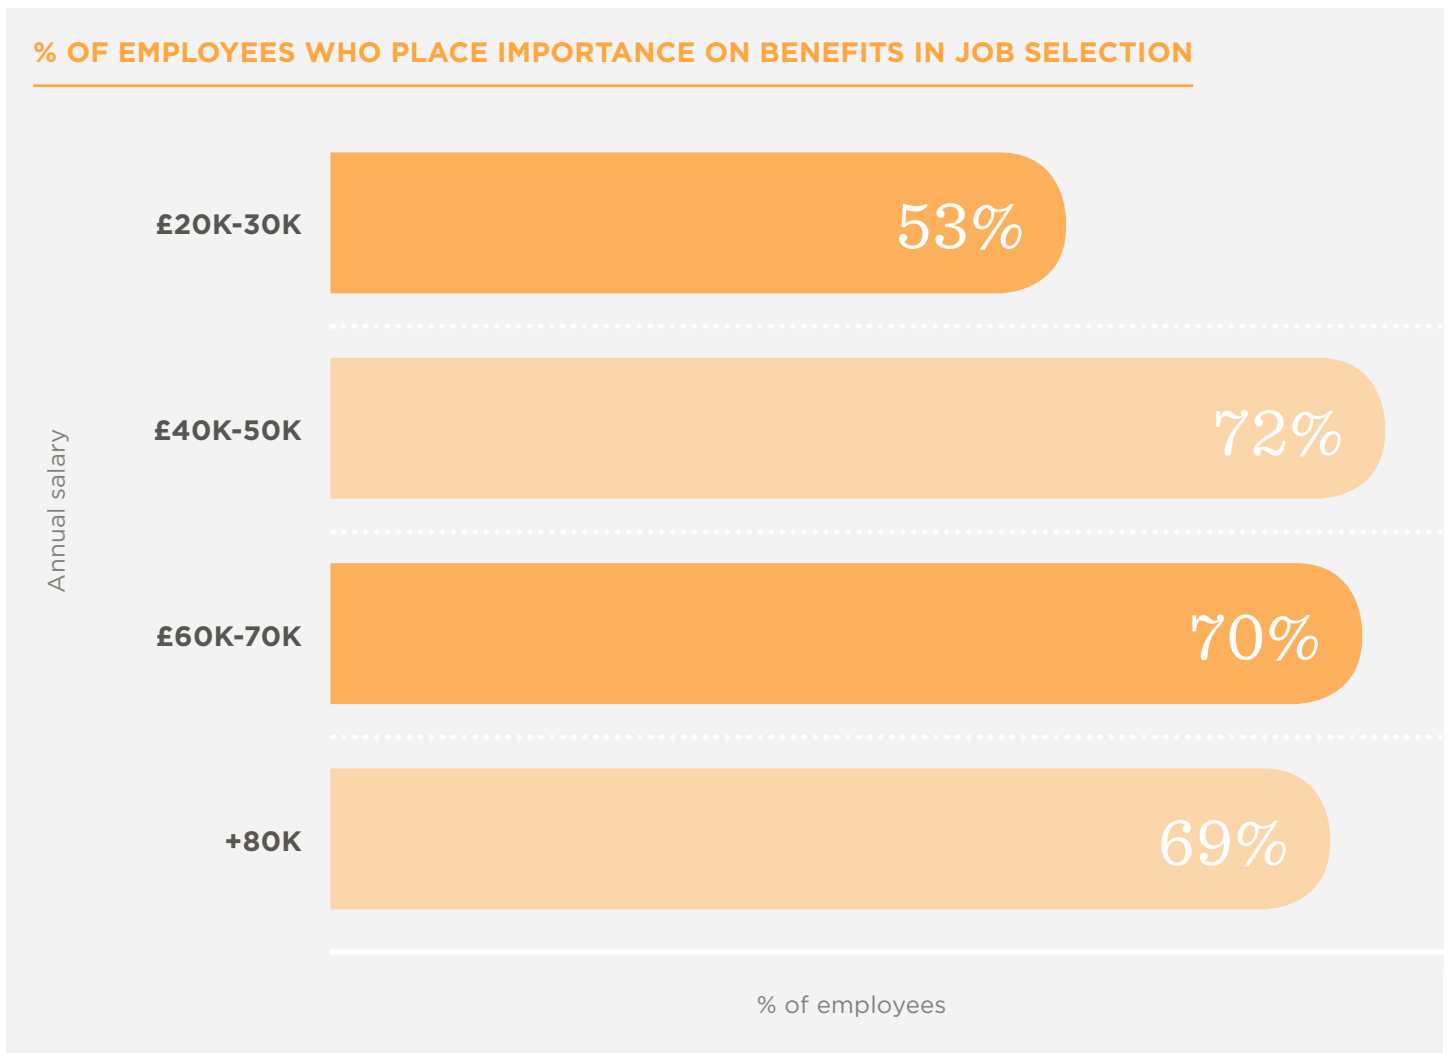 % OF EMPLOYEES WHO PLACE IMPORTANCE ON BENEFITS IN JOB SELECTION
£20K-30K
53%
£40K-50K
72%
Annual salary
£60K-70K
70%
+80K
69%
% of employees